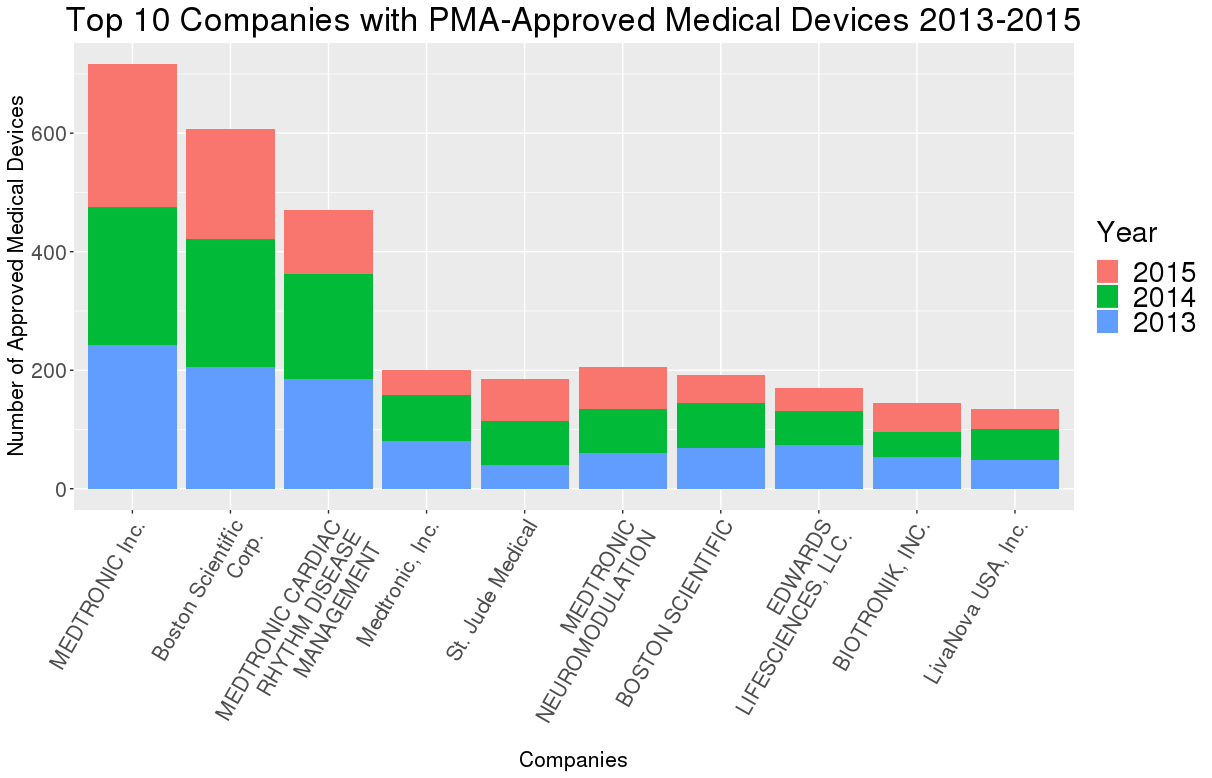 Top 10 Companies with PMA-Approved Medical Devices 2013-2015
Number of Approved Medical Devices
600
400
200
0
MEDTRONIC Inc.
Boston Scientific
Corp.
MEDTRONIC CARDIAC
RHYTHM DISEASE
MANAGEMENT
Medtronic, Inc.
St. Jude Medical
MEDTRONIC
NEUROMODULATION
BOSTON SCIENTIFIC
EDWARDS
LIFESCIENCES, LLC.
BIOTRONIK, INC.
LivaNova USA, Inc.
Companies
Year
2015
2014
2013